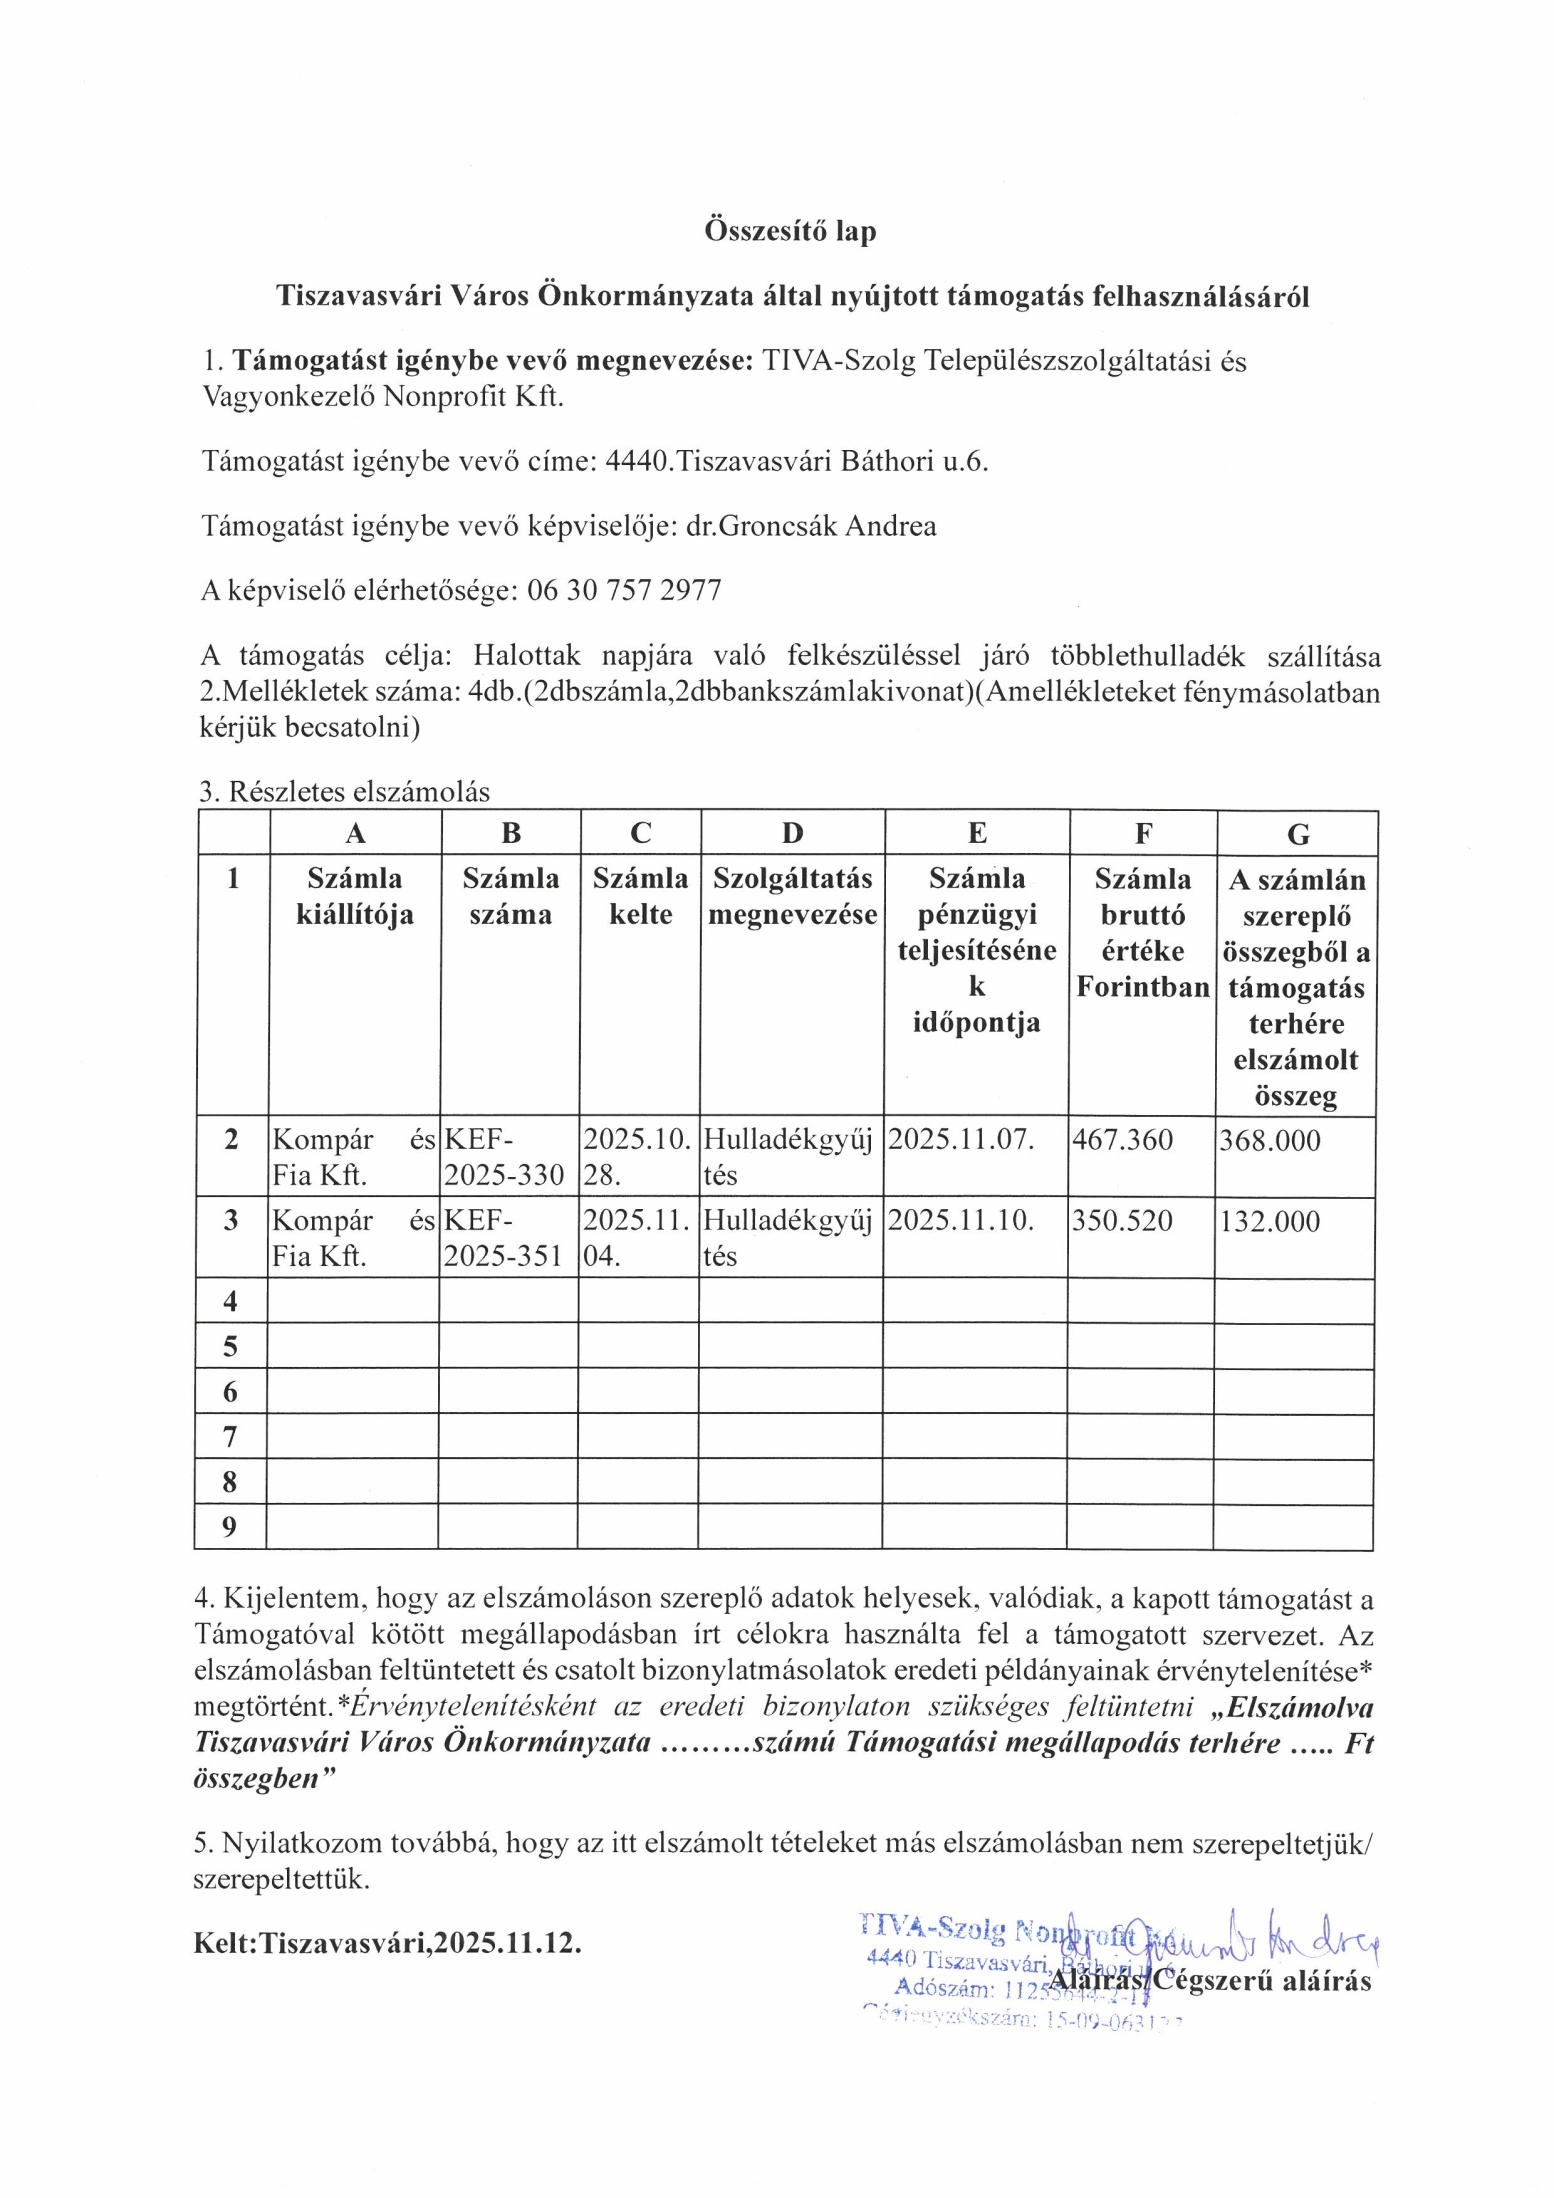 Összesítő lap
Tiszavasvári Város Önkormányzata által nyújtott támogatás felhasználásáról
1. Támogatást igénybe vevő megnevezése: TIVA-Szolg Települészszolgáltatási és
Vagyonkezelő Nonprofit Kft.
Támogatást igénybe vevő címe: 4440.Tiszavasvári Báthori u.6.
Támogatást igénybe vevő képviselője: dr.Groncsák Andrea
A képviselő elérhetősége: 06 30 757 2977
A támogatás célja: Halottak napjára való felkészüléssel járó többlethulladék szállítása
2.Mellékletek száma: 4db.(2dbszámla,2dbbankszámlakivonat)(Amellékleteket fénymásolatban
kérjük becsatolni)
3. Részletes elszámolás
A B C D E F G
1 Számla Számla Számla Szolgáltatás Számla Számla A számlán
kiállítója száma kelte megnevezése pénzügyi bruttó szereplő
teljesítéséne értéke összegből a
k Forintban támogatás
időpontja terhére
elszámolt
összeg
2 Kompár és KEF- 2025.10. Hulladékgyűj 2025.11.07. 467.360 368.000
Fia Kft. 2025-330 28. tés
3 Kompár és KEF- 2025.11. Hulladékgyűj 2025.11.10. 350.520 132.000
Fia Kft. 2025-351 04. tés
4
5
6
7
8
9
4. Kijelentem, hogy az elszámoláson szereplő adatok helyesek, valódiak, a kapott támogatást a
Támogatóval kötött megállapodásban írt célokra használta fel a támogatott szervezet. Az
elszámolásban feltüntetett és csatolt bizonylatmásolatok eredeti példányainak érvénytelenítése*
megtörtént.*Érvénytelenítésként az eredeti bizonylaton szükséges feltüntetni „Elszámolva
Tiszavasvári Város Önkormányzata .........számú Támogatási megállapodás terhére ..... Ft
összegben”
5. Nyilatkozom továbbá, hogy az itt elszámolt tételeket más elszámolásban nem szerepeltetjük/
szerepeltettük.
Kelt:Tiszavasvári,2025.11.12.
TIVA-Szolg Nonprofit
4440 Tiszavasvári, Báthori u. 6
Aláírás/Cégszerű aláírás
Adószám:
Cégjegyzékszám: